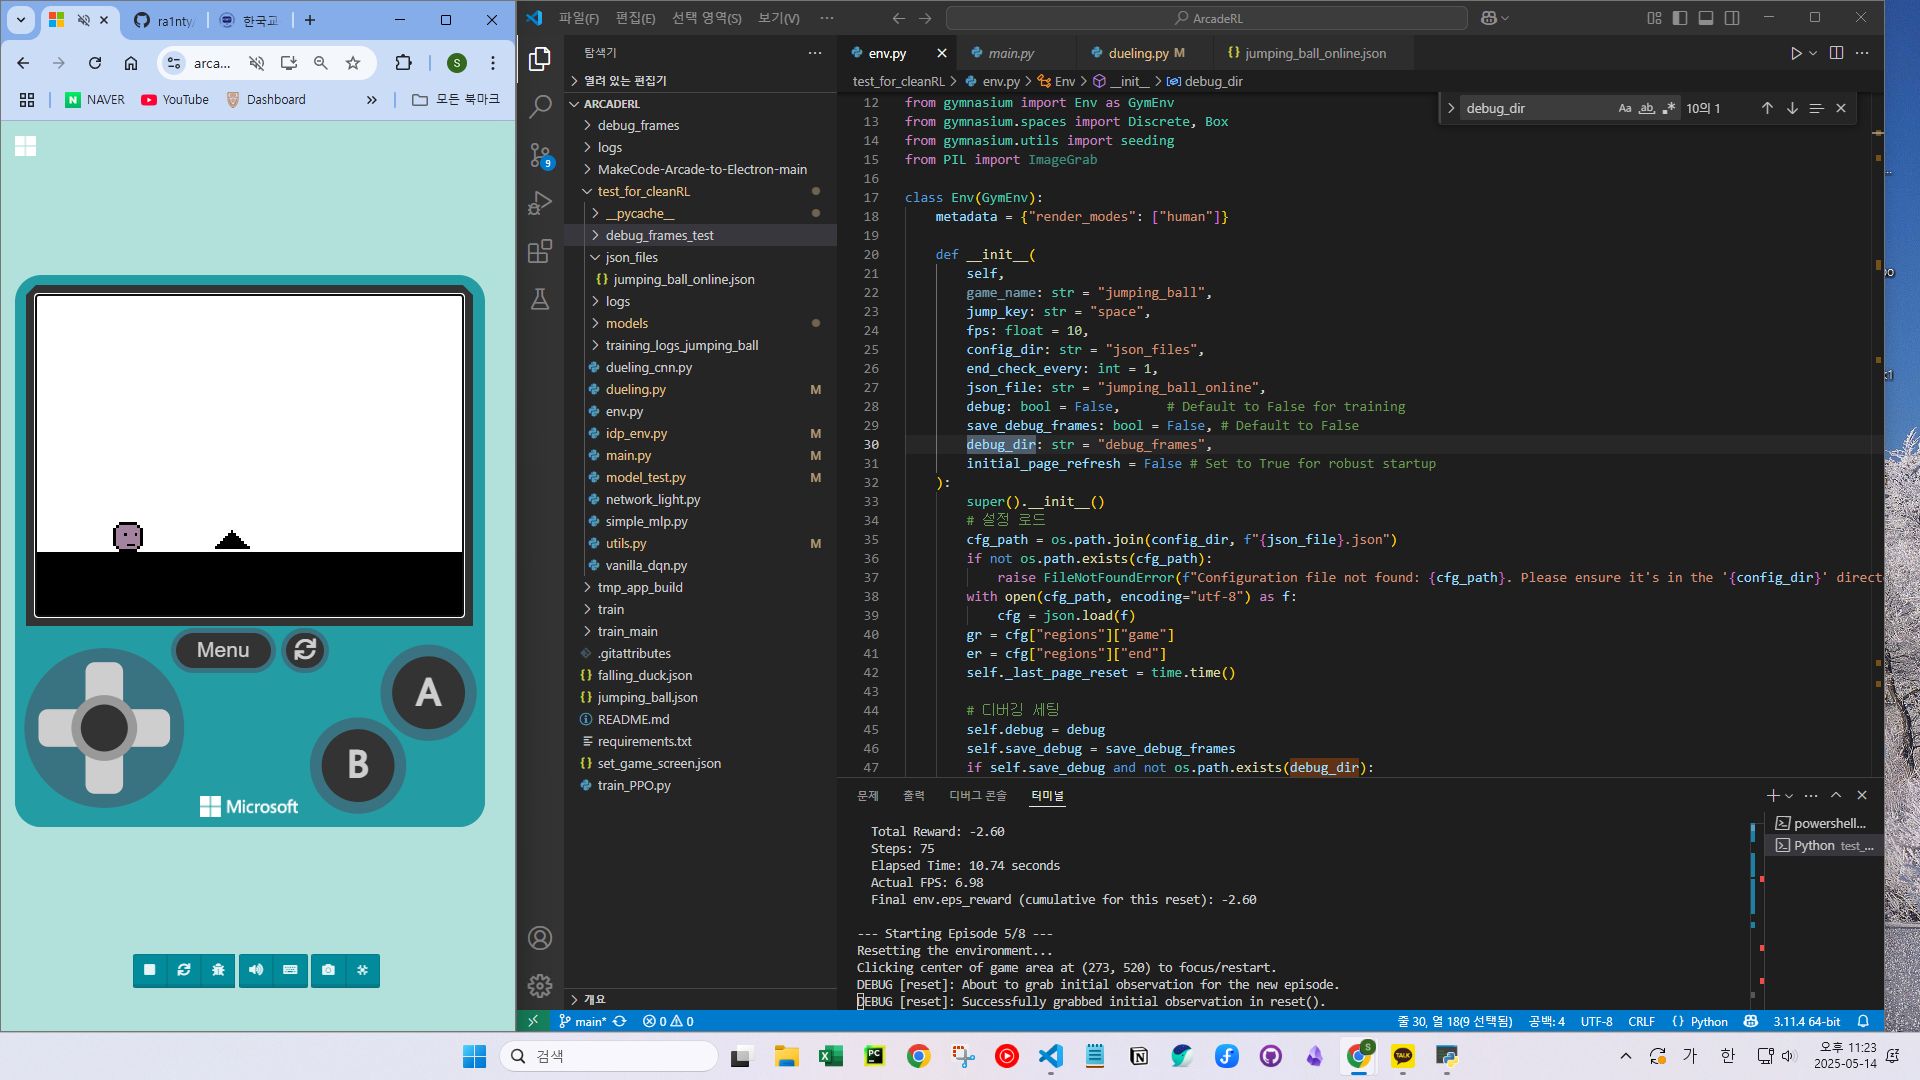 ra1nty/
한국교
arca...
NAVER
YouTube
Dashboard
모든 북마크
Menu
A
B
Microsoft
파일(F)
편집(E)
선택 영역(S)
보기(V)
ArcadeRL
탐색기
열려 있는 편집기
ARCADERL
debug_frames
logs
MakeCode-Arcade-to-Electron-main
test_for_cleanRL
__pycache__
debug_frames_test
json_files
jumping_ball_online.json
logs
models
training_logs_jumping_ball
dueling_cnn.py
dueling.py M
env.py
idp_env.py M
main.py M
model_test.py M
network_light.py
simple_mlp.py
utils.py M
vanilla_dqn.py
tmp_app_build
train
train_main
.gitattributes
falling_duck.json
jumping_ball.json
README.md
requirements.txt
set_game_screen.json
train_PPO.py
개요
9
env.py
main.py
dueling.py M
jumping_ball_online.json
test_for_cleanRL > env.py > Env > __init__ > debug_dir
debug_dir
Aa ab 10의 1
12 from gymnasium import Env as GymEnv
13 from gymnasium.spaces import Discrete, Box
14 from gymnasium.utils import seeding
15 from PIL import ImageGrab
16
17 class Env(GymEnv):
18 metadata = {"render_modes": ["human"]}
19
20 def __init__(
21 self,
22 game_name: str = "jumping_ball",
23 jump_key: str = "space",
24 fps: float = 10,
25 config_dir: str = "json_files",
26 end_check_every: int = 1,
27 json_file: str = "jumping_ball_online",
28 debug: bool = False, # Default to False for training
29 save_debug_frames: bool = False, # Default to False
30 debug_dir: str = "debug_frames",
31 initial_page_refresh = False # Set to True for robust startup
32 ):
33 super().__init__()
34 # 설정 로드
35 cfg_path = os.path.join(config_dir, f"{json_file}.json")
36 if not os.path.exists(cfg_path):
37 raise FileNotFoundError(f"Configuration file not found: {cfg_path}. Please ensure it's in the '{config_dir}' direct
38 with open(cfg_path, encoding="utf-8") as f:
39 cfg = json.load(f)
40 gr = cfg["regions"]["game"]
41 er = cfg["regions"]["end"]
42 self._last_page_reset = time.time()
43
44 # 디버깅 세팅
45 self.debug = debug
46 self.save_debug = save_debug_frames
47 if self.save_debug and not os.path.exists(debug_dir):
문제
출력
디버그 콘솔
터미널
Total Reward: -2.60
Steps: 75
Elapsed Time: 10.74 seconds
Actual FPS: 6.98
Final env.eps_reward (cumulative for this reset): -2.60
--- Starting Episode 5/8 ---
Resetting the environment...
Clicking center of game area at (273, 520) to focus/restart.
DEBUG [reset]: About to grab initial observation for the new episode.
DEBUG [reset]: Successfully grabbed initial observation in reset().
powershell...
Python test_...
main*
0
0
줄 30, 열 18(9 선택됨)
공백: 4
UTF-8
CRLF
Python
3.11.4 64-bit
검색
가
한
오후 11:23
2025-05-14